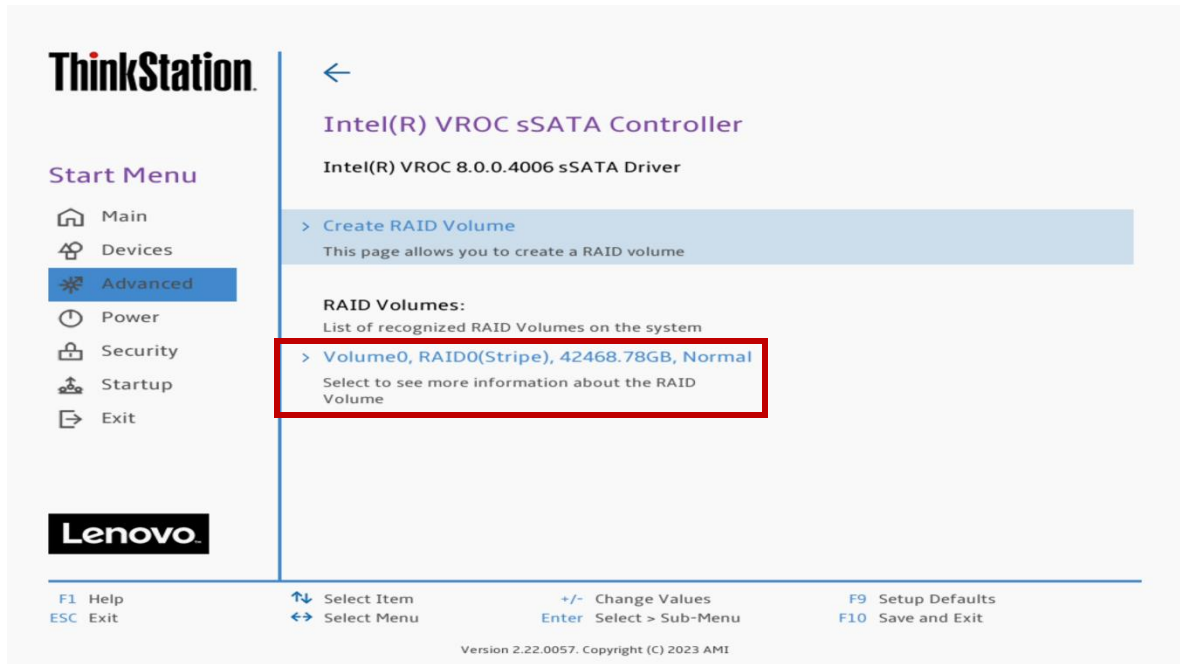 ThinkStation.
Start Menu
Main
Devices
Advanced
Power
Security
Startup
Exit
Lenovo.
Intel(R) VROC sSATA Controller
Intel(R) VROC 8.0.0.4006 sSATA Driver
> Create RAID Volume
This page allows you to create a RAID volume
RAID Volumes:
List of recognized RAID Volumes on the system
> Volume0, RAID0(Stripe), 42468.78GB, Normal
Select to see more information about the RAID
Volume
F1 Help ↑↓ Select Item +/- Change Values F9 Setup Defaults
ESC Exit ←→ Select Menu Enter Select > Sub-Menu F10 Save and Exit
Version 2.22.0057. Copyright (C) 2023 AMI